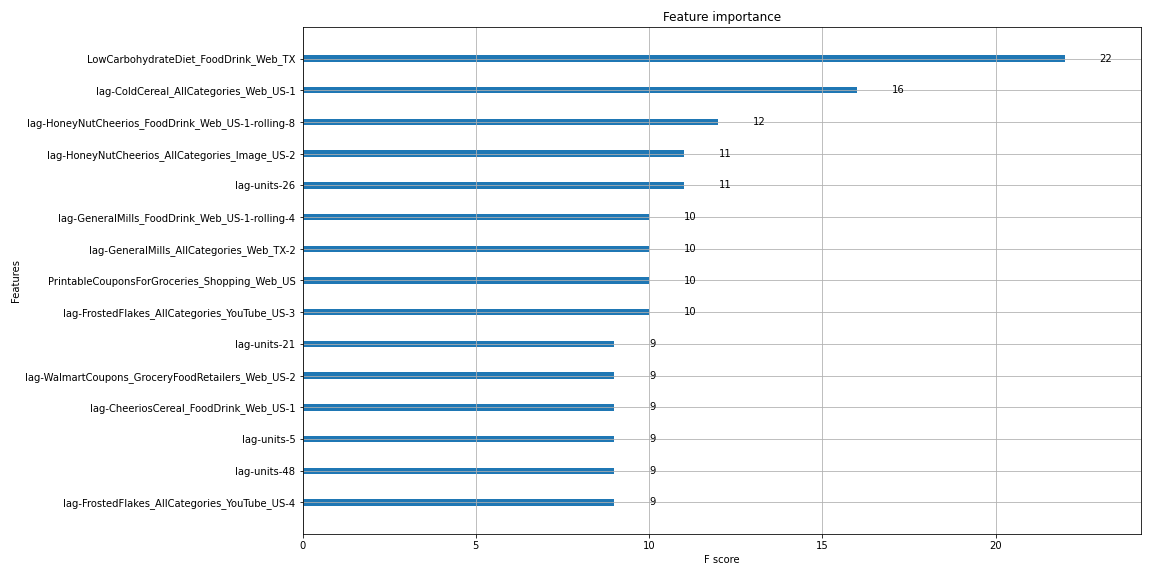 Feature importance
LowCarbohydrateDiet_FoodDrink_Web_TX 22
lag-ColdCereal_AllCategories_Web_US-1 16
lag-HoneyNutCheerios_FoodDrink_Web_US-1-rolling-8 12
lag-HoneyNutCheerios_AllCategories_Image_US-2 11
lag-units-26 11
lag-GeneralMills_FoodDrink_Web_US-1-rolling-4 10
lag-GeneralMills_AllCategories_Web_TX-2 10
PrintableCouponsForGroceries_Shopping_Web_US 10
lag-FrostedFlakes_AllCategories_YouTube_US-3 10
lag-units-21 9
lag-WalmartCoupons_GroceryFoodRetailers_Web_US-2 9
lag-CheeriosCereal_FoodDrink_Web_US-1 9
lag-units-5 9
lag-units-48 9
lag-FrostedFlakes_AllCategories_YouTube_US-4 9
Features
0 5 10 15 20
F score